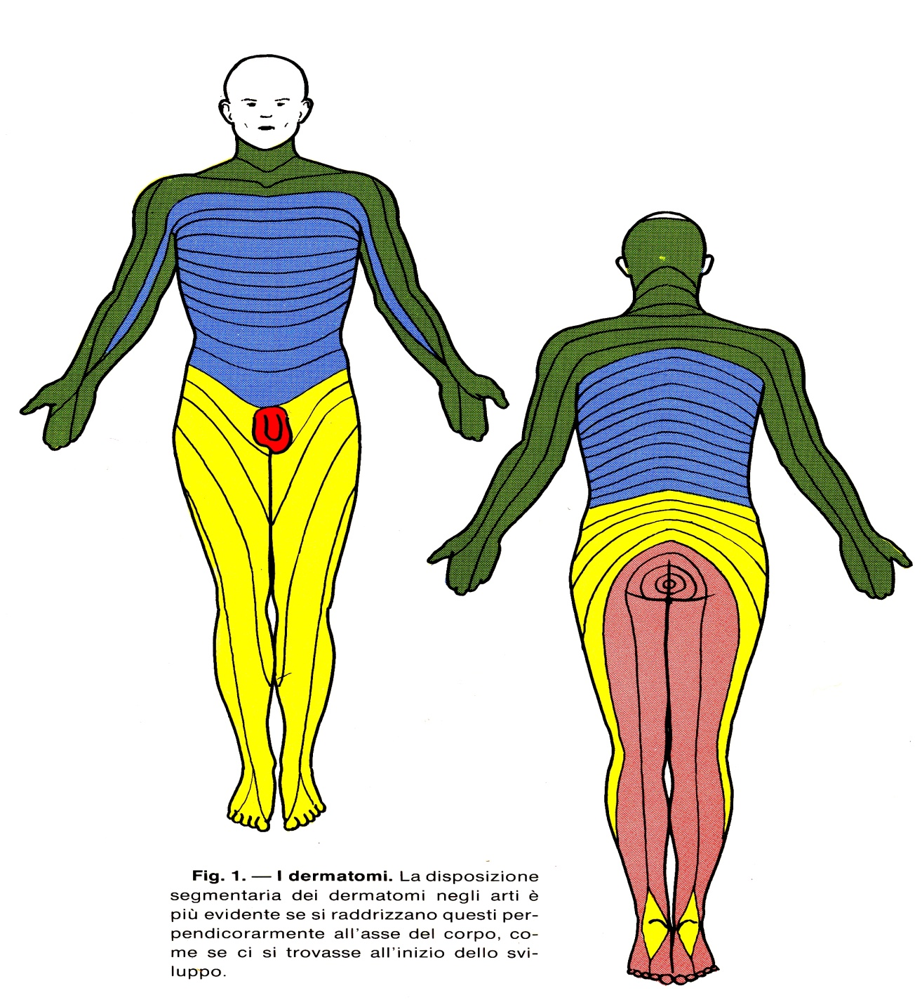 Fig. 1. — I dermatomi. La disposizione
segmentaria dei dermatomi negli arti è
più evidente se si raddrizzano questi per-
pendicorarmente all'asse del corpo, co-
me se ci si trovasse all'inizio dello svi-
luppo.